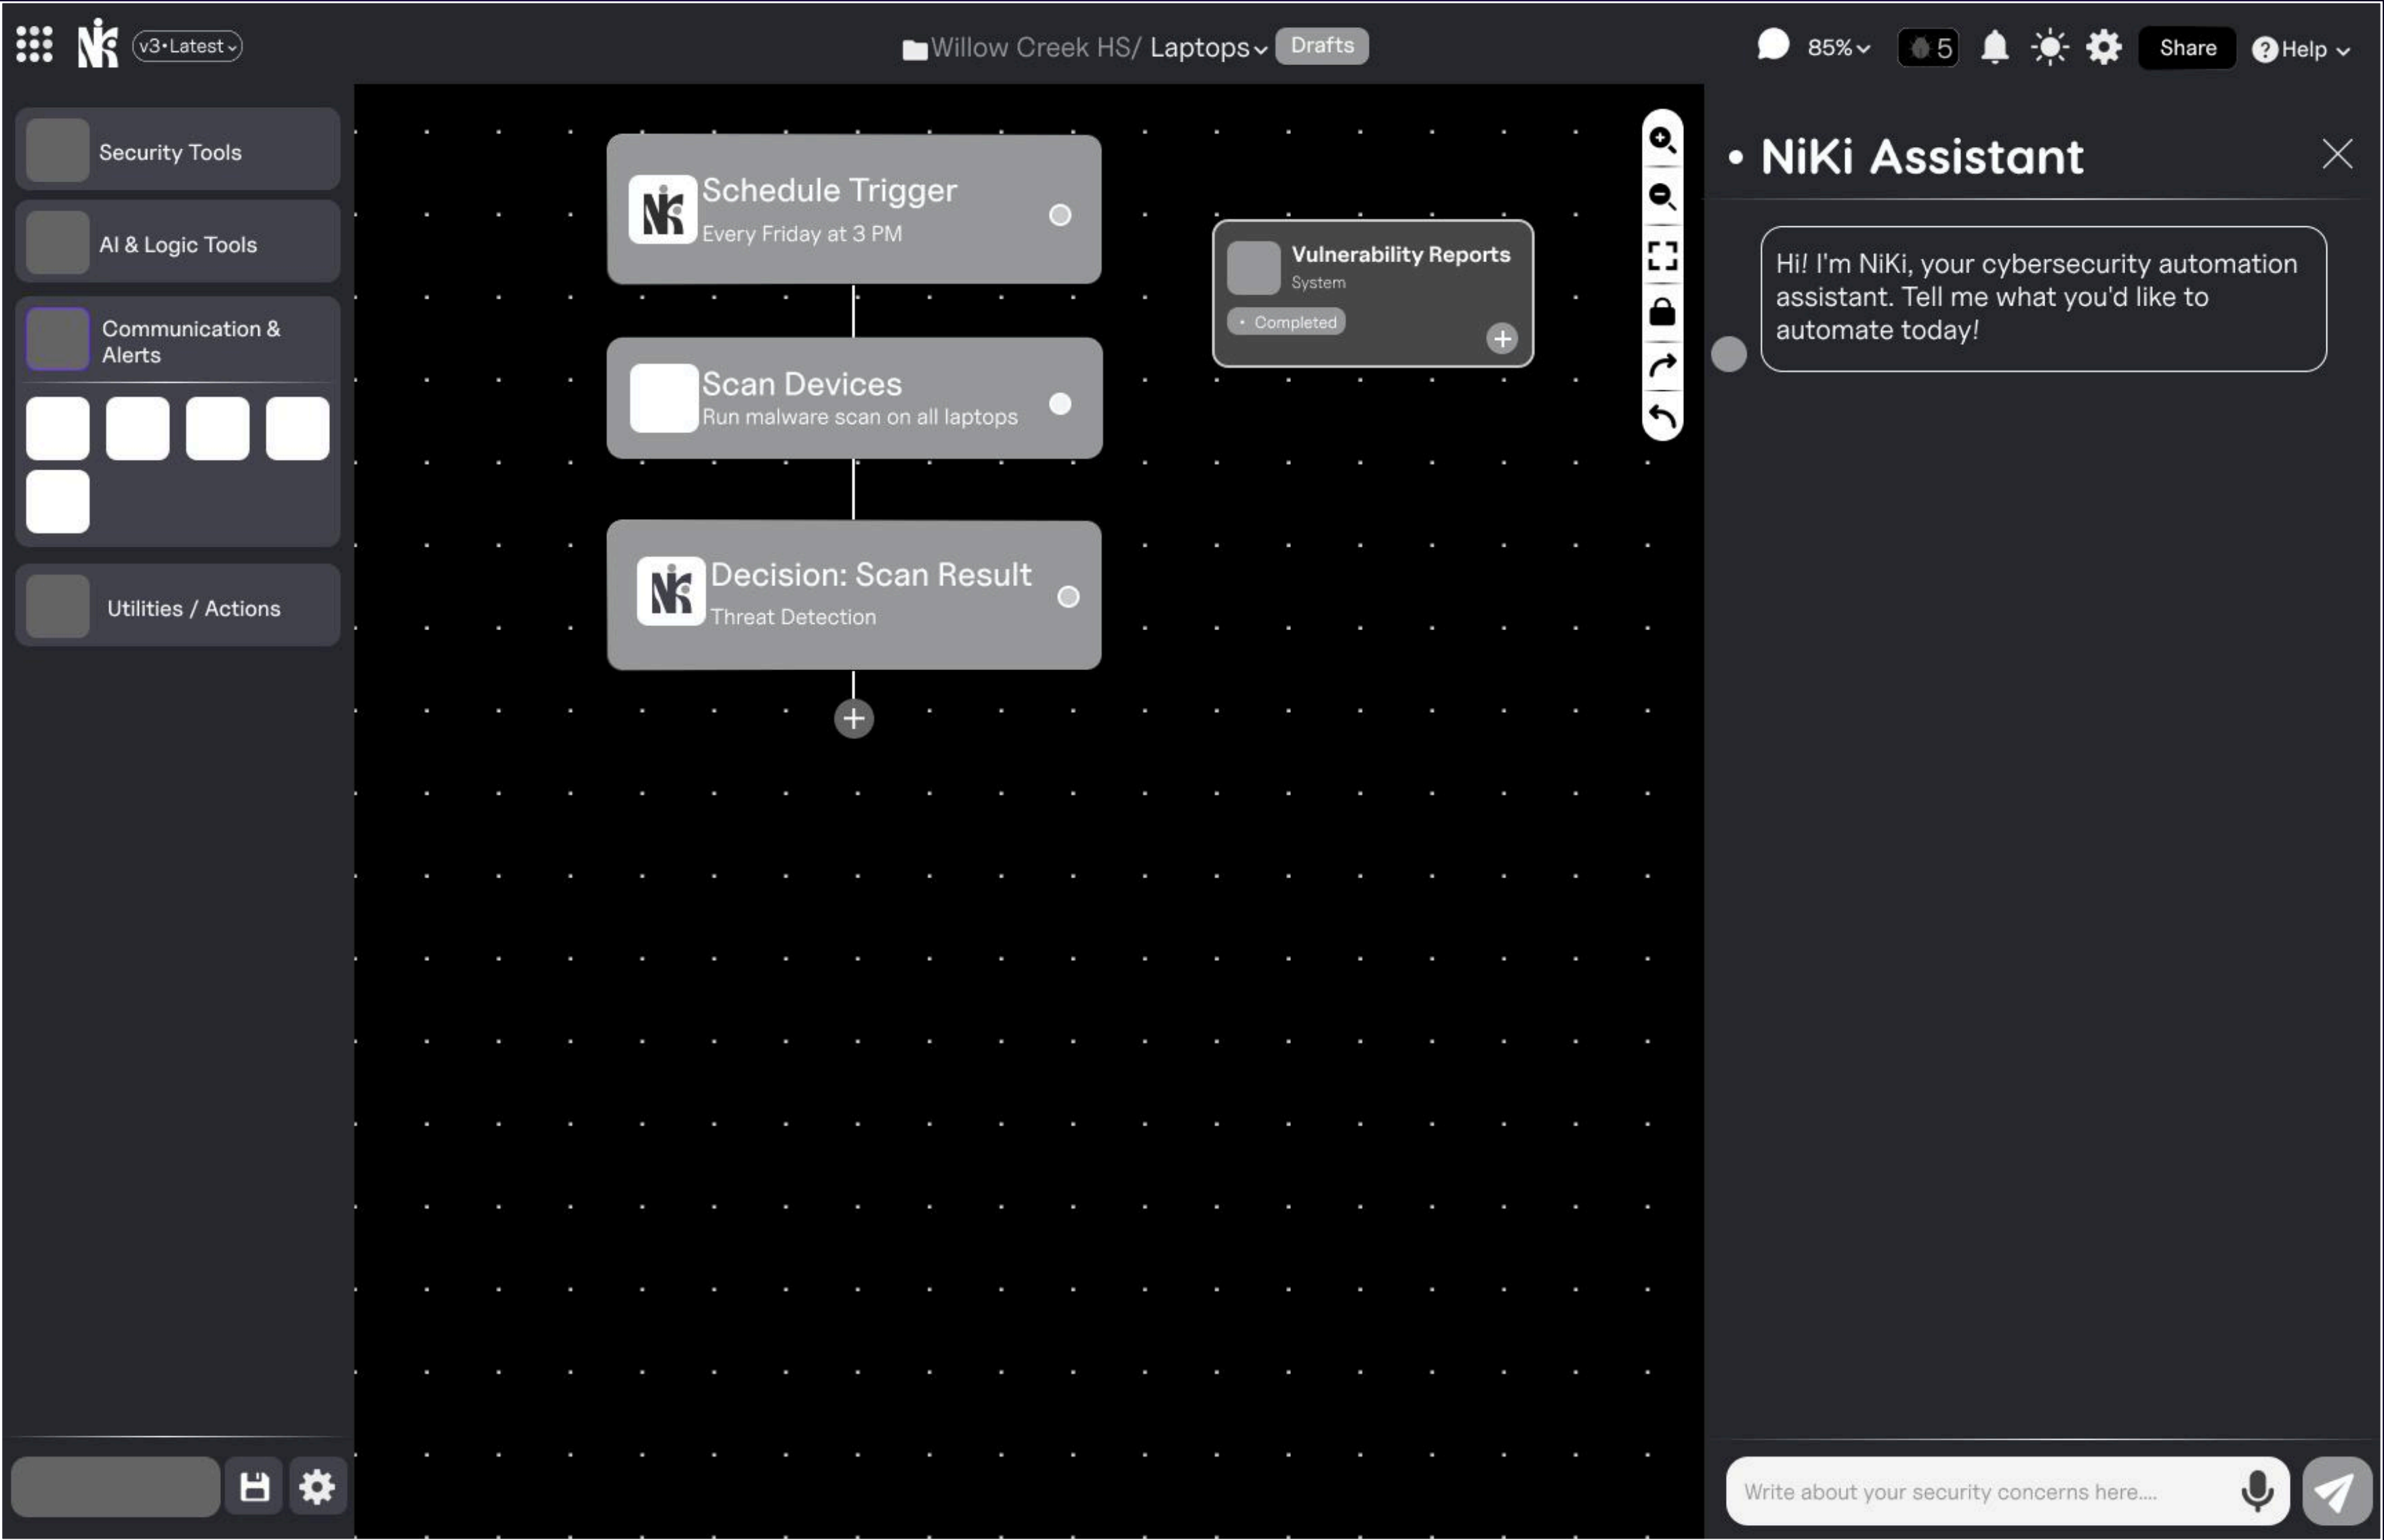 NiK
v3•Latest
Willow Creek HS/ Laptops
Drafts
85%
5
Share
Help
Security Tools
AI & Logic Tools
Communication &
Alerts
Utilities / Actions
NiK
Schedule Trigger
Every Friday at 3 PM
Scan Devices
Run malware scan on all laptops
NiK
Decision: Scan Result
Threat Detection
Vulnerability Reports
System
• Completed
• NiKi Assistant
Hi! I'm NiKi, your cybersecurity automation
assistant. Tell me what you'd like to
automate today!
Write about your security concerns here....